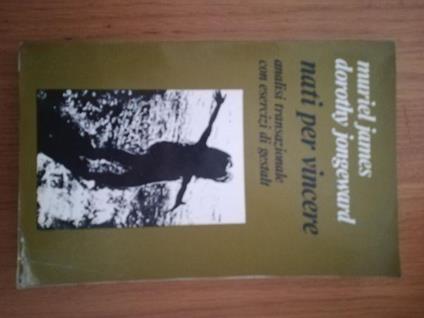 muriel james
dorothy jongeward
nati per vincere
analisi transazionale
con esercizi di gestalt